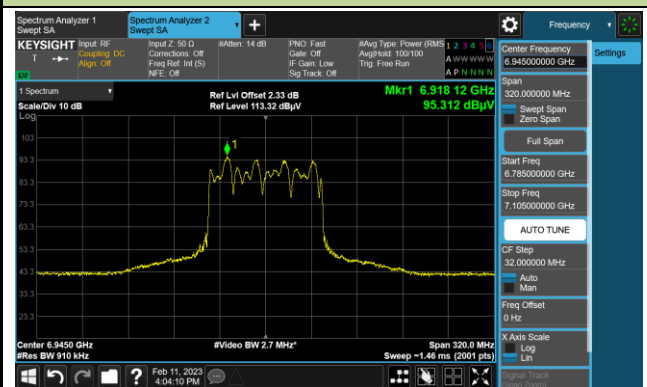 Spectrum Analyzer 1
Swept SA
Spectrum Analyzer 2
Swept SA
+
Frequency
KEYSIGHT
Input: RF
Coupling: DC
Align: Off
Input Z: 50 Ω
Corrections: Off
Freq Ref: Int (S)
NFE: Off
#Atten: 14 dB
PNO: Fast
Gate: Off
IF Gain: Low
Sig Track: Off
#Avg Type: Power (RMS
Avg|Hold: 100/100
Trig: Free Run
1 2 3 4 5 6
A W W W W W
A P N N N N
1 Spectrum
Scale/Div 10 dB
Log
Ref Lvl Offset 2.33 dB
Ref Level 113.32 dBµV
Mkr1 6.918 12 GHz
95.312 dBµV
103
93.3
83.3
73.3
63.3
53.3
43.3
33.3
23.3
1
Center 6.9450 GHz
#Res BW 910 kHz
#Video BW 2.7 MHz*
Span 320.0 MHz
Sweep ~1.46 ms (2001 pts)
Feb 11, 2023
4:04:10 PM
Center Frequency
6.945000000 GHz
Settings
Span
320.000000 MHz
Swept Span
Zero Span
Full Span
Start Freq
6.785000000 GHz
Stop Freq
7.105000000 GHz
AUTO TUNE
CF Step
32.000000 MHz
Auto
Man
Freq Offset
0 Hz
X Axis Scale
Log
Lin
Signal Track
(Span Zoom)